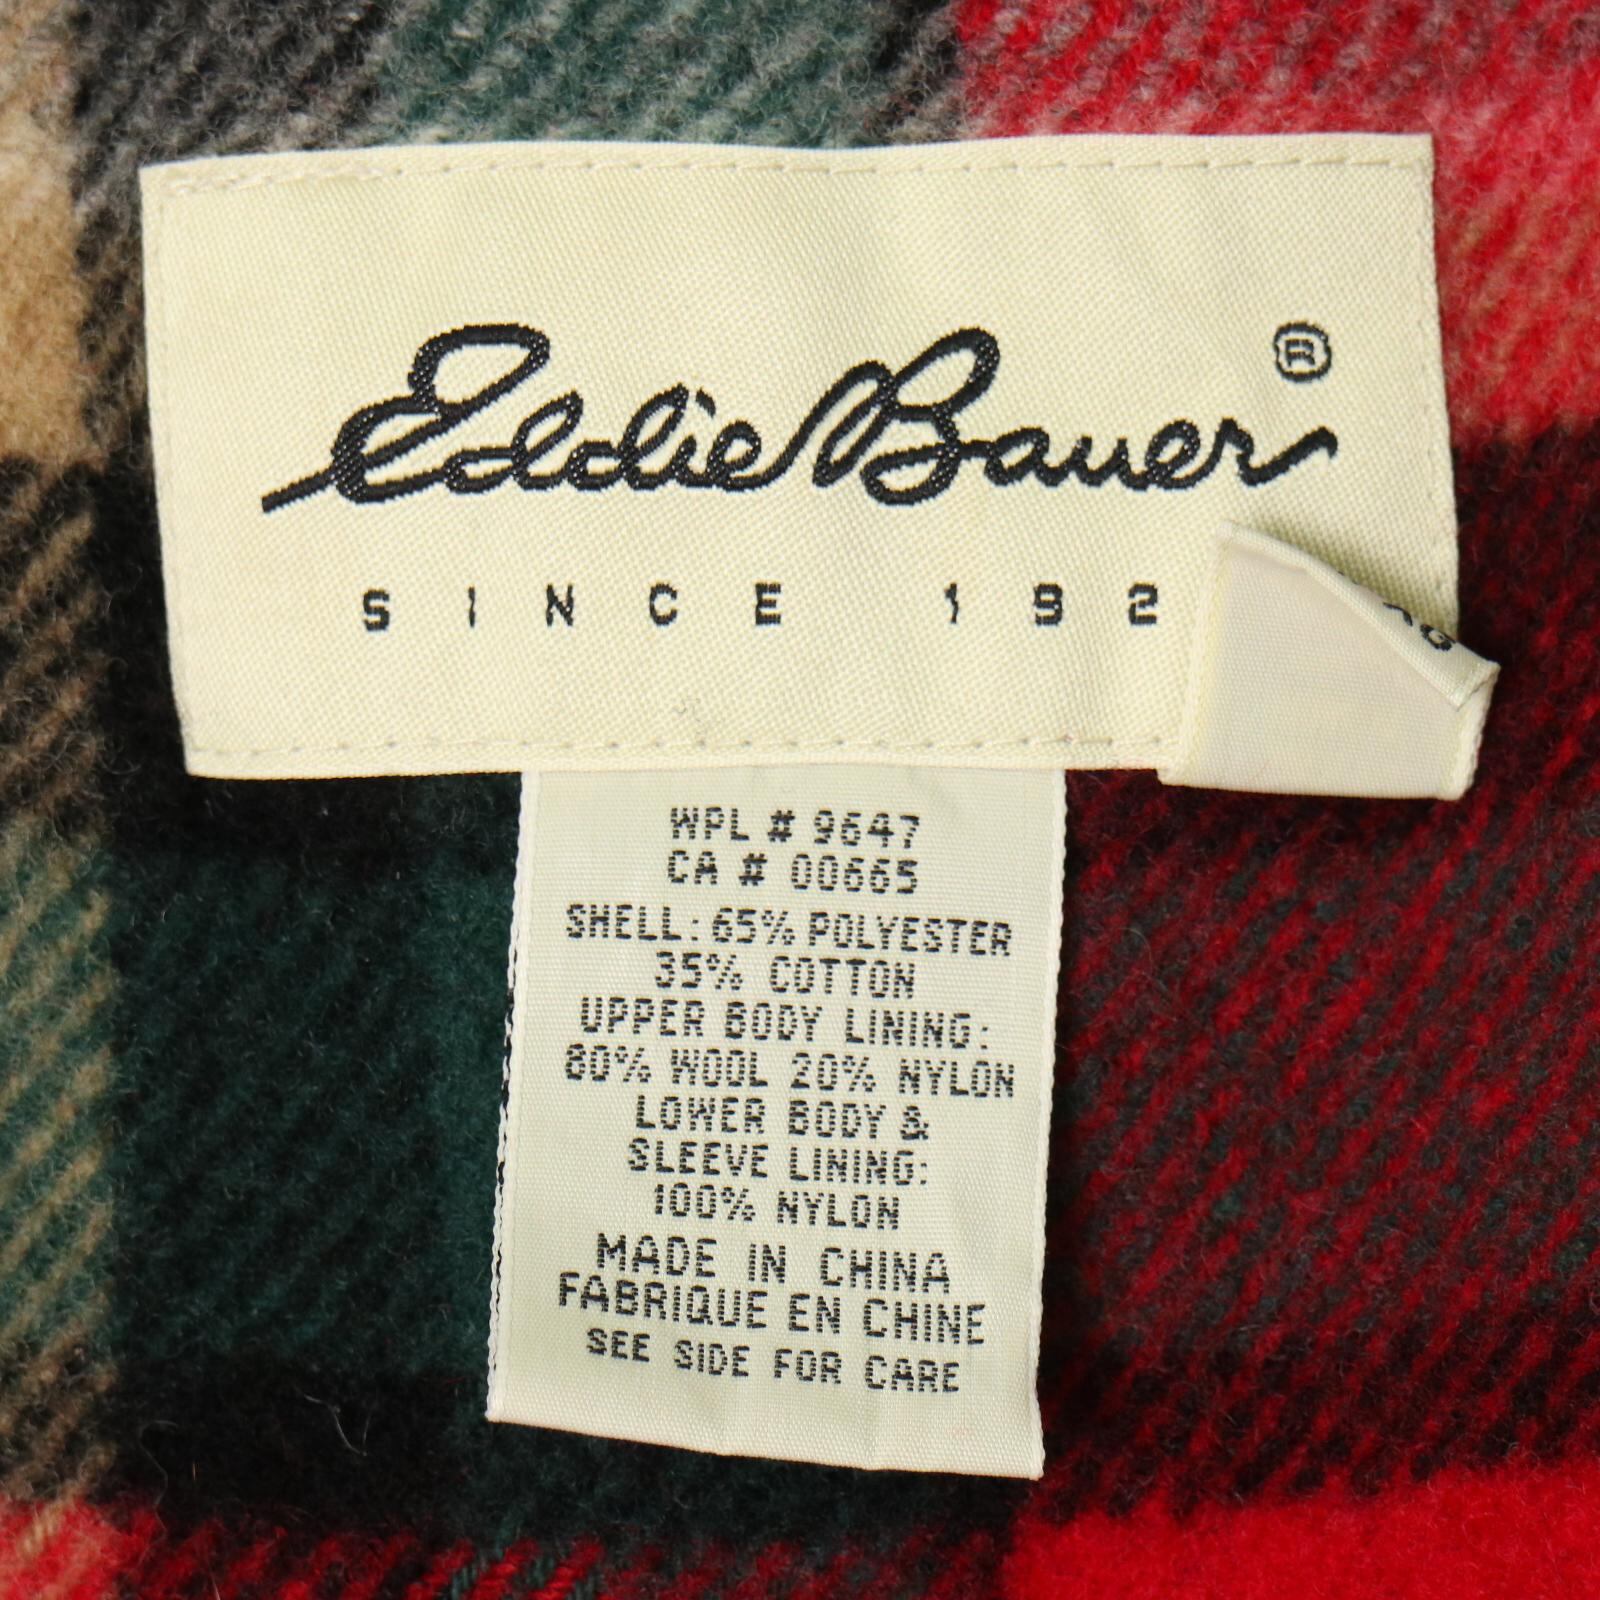 Eddie Bauer®
SINCE 192
WPL # 9647
CA # 00665
SHELL: 65% POLYESTER
35% COTTON
UPPER BODY LINING:
80% WOOL 20% NYLON
LOWER BODY &
SLEEVE LINING:
100% NYLON
MADE IN CHINA
FABRIQUE EN CHINE
SEE SIDE FOR CARE